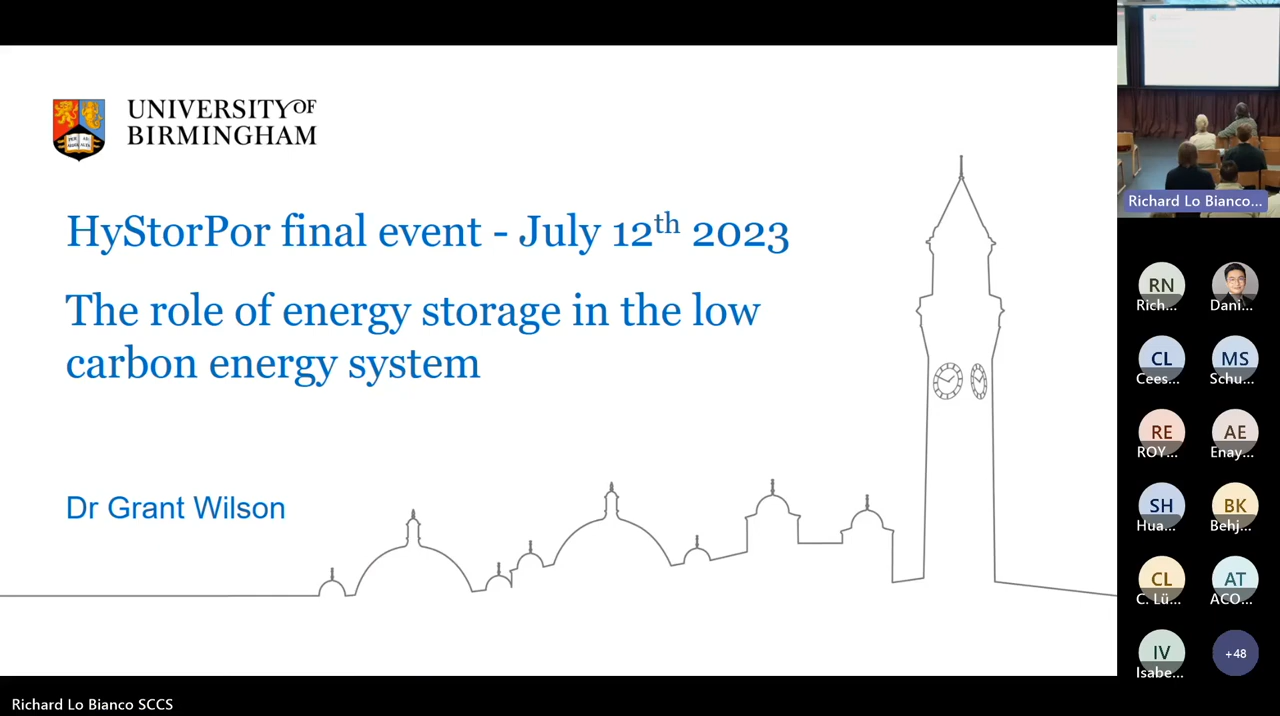 UNIVERSITY OF
BIRMINGHAM
HyStorPor final event - July 12th 2023
The role of energy storage in the low
carbon energy system
Dr Grant Wilson
Richard Lo Bianco...
RN
Rich...
Dani...
CL
Cees...
MS
Schu...
RE
ROY...
AE
Enay...
SH
Hua...
BK
Behj...
CL
C. Lü...
AT
ACO...
IV
Isabe...
+48
Richard Lo Bianco SCCS